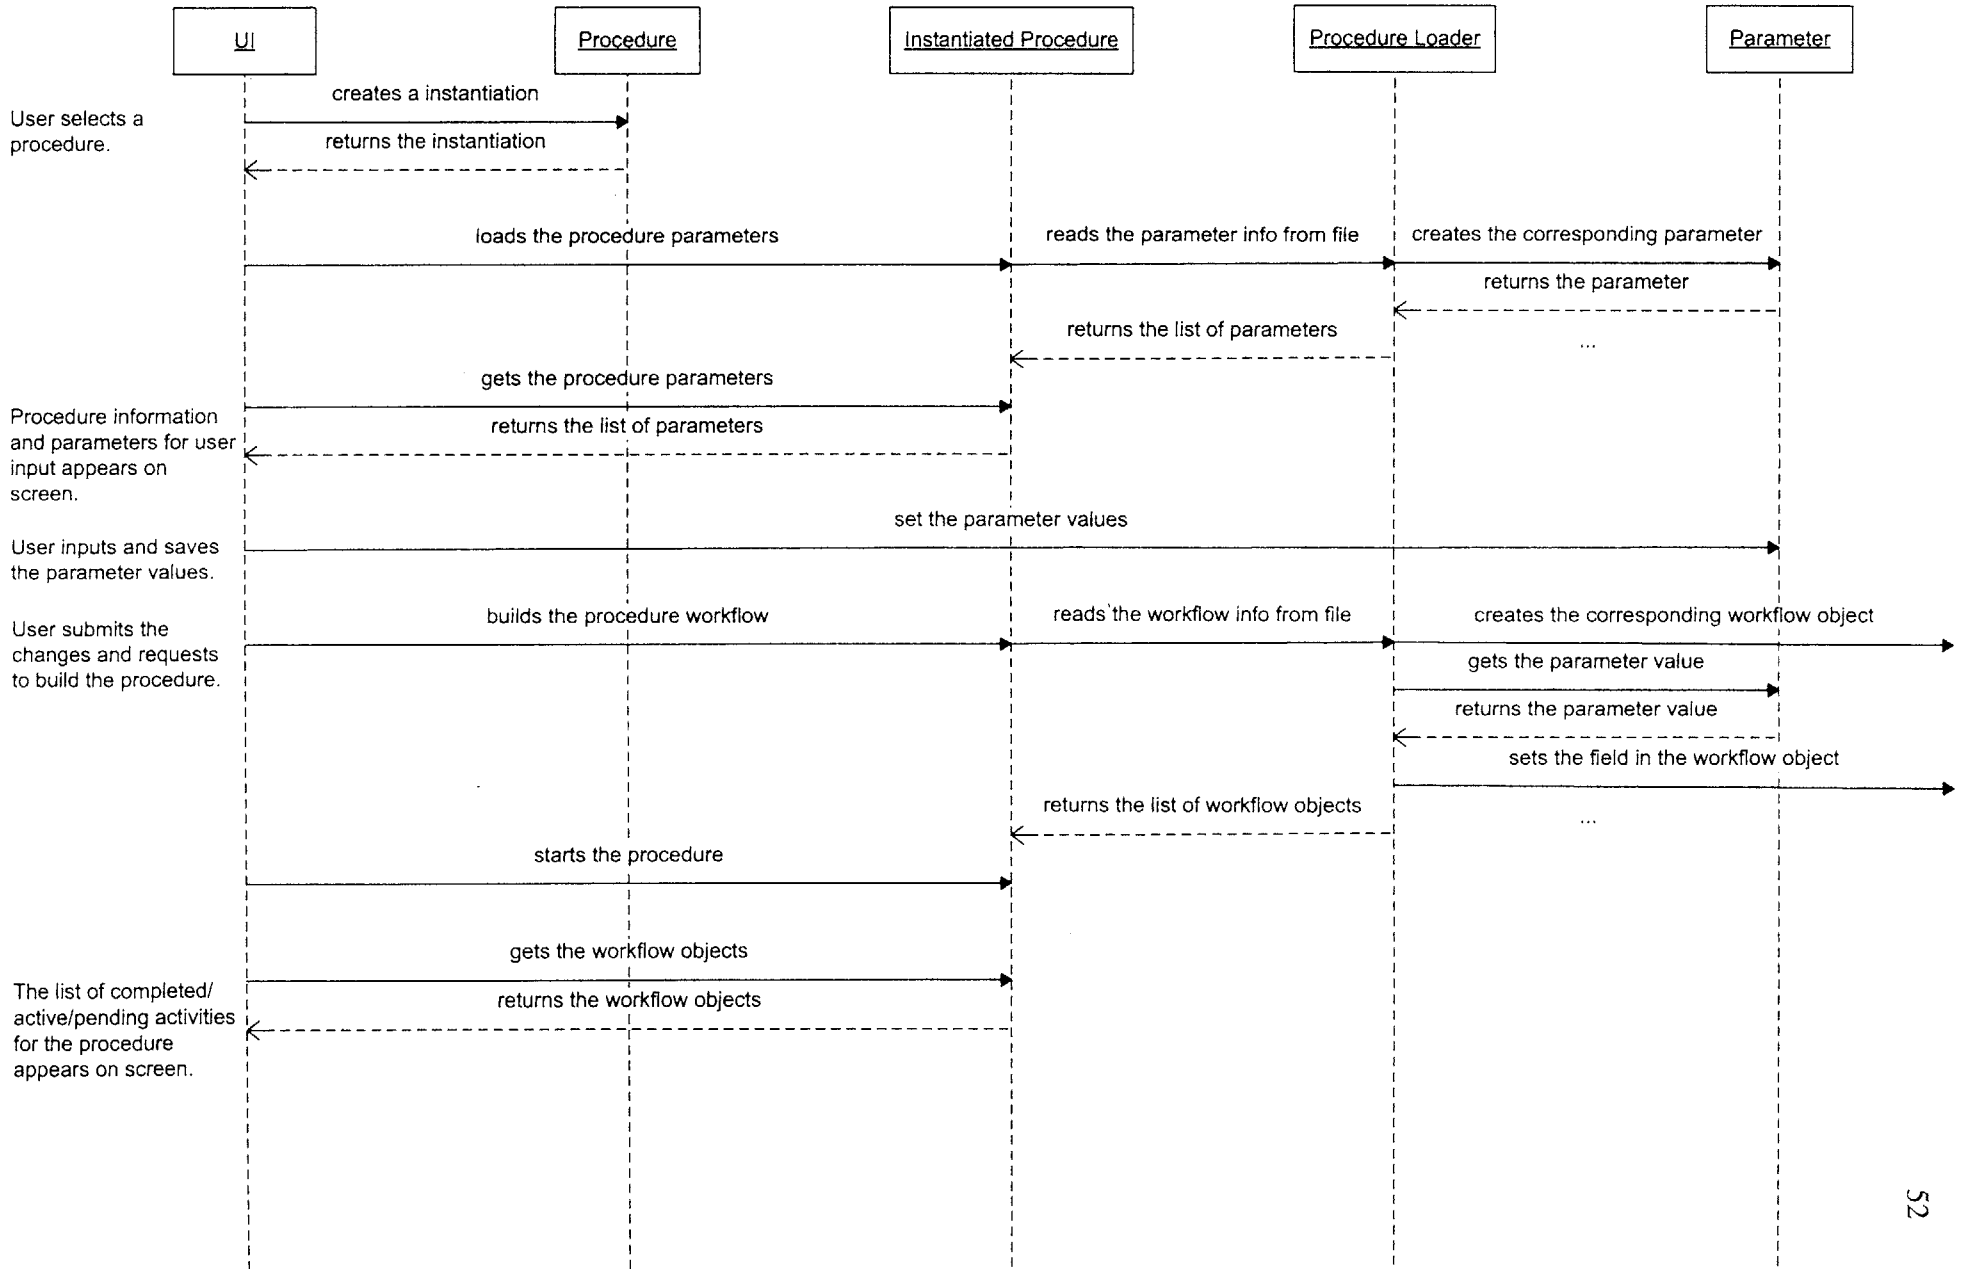 UI
Procedure
Instantiated Procedure
Procedure Loader
Parameter
creates a instantiation
User selects a
procedure.
returns the instantiation
loads the procedure parameters
reads the parameter info from file
creates the corresponding parameter
returns the parameter
returns the list of parameters
...
gets the procedure parameters
Procedure information
and parameters for user
input appears on
screen.
returns the list of parameters
set the parameter values
User inputs and saves
the parameter values.
builds the procedure workflow
reads the workflow info from file
creates the corresponding workflow object
User submits the
changes and requests
to build the procedure.
gets the parameter value
returns the parameter value
sets the field in the workflow object
returns the list of workflow objects
...
starts the procedure
gets the workflow objects
returns the workflow objects
The list of completed/
active/pending activities
for the procedure
appears on screen.
52